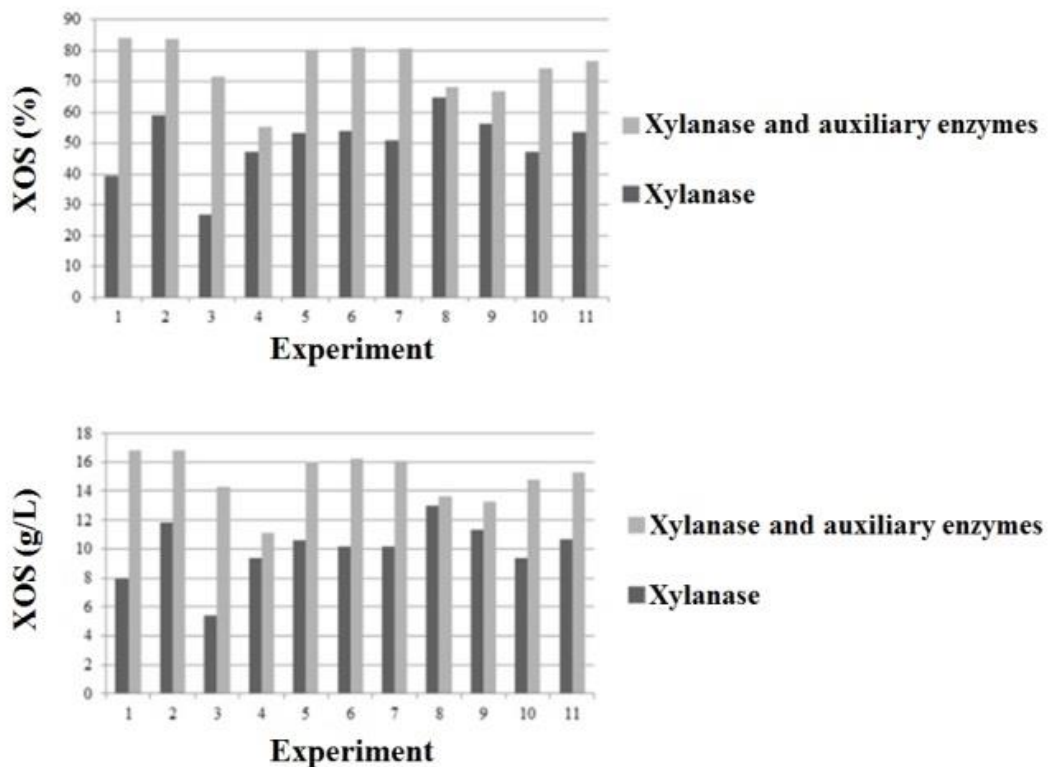 90
80
70
60
50
40
30
20
10
0
XOS (%)
1 2 3 4 5 6 7 8 9 10 11
Experiment
Xylanase and auxiliary enzymes
Xylanase
18
16
14
12
10
8
6
4
2
0
XOS (g/L)
1 2 3 4 5 6 7 8 9 10 11
Experiment
Xylanase and auxiliary enzymes
Xylanase